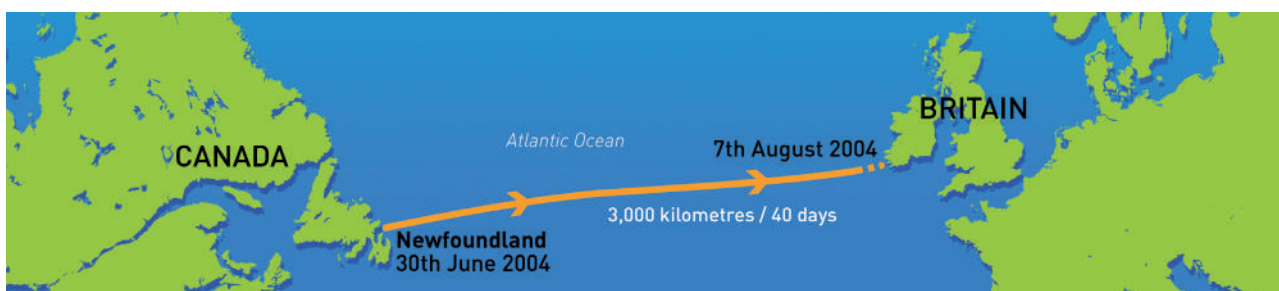 BRITAIN
Atlantic Ocean
CANADA
7th August 2004
3,000 kilometres / 40 days
Newfoundland
30th June 2004